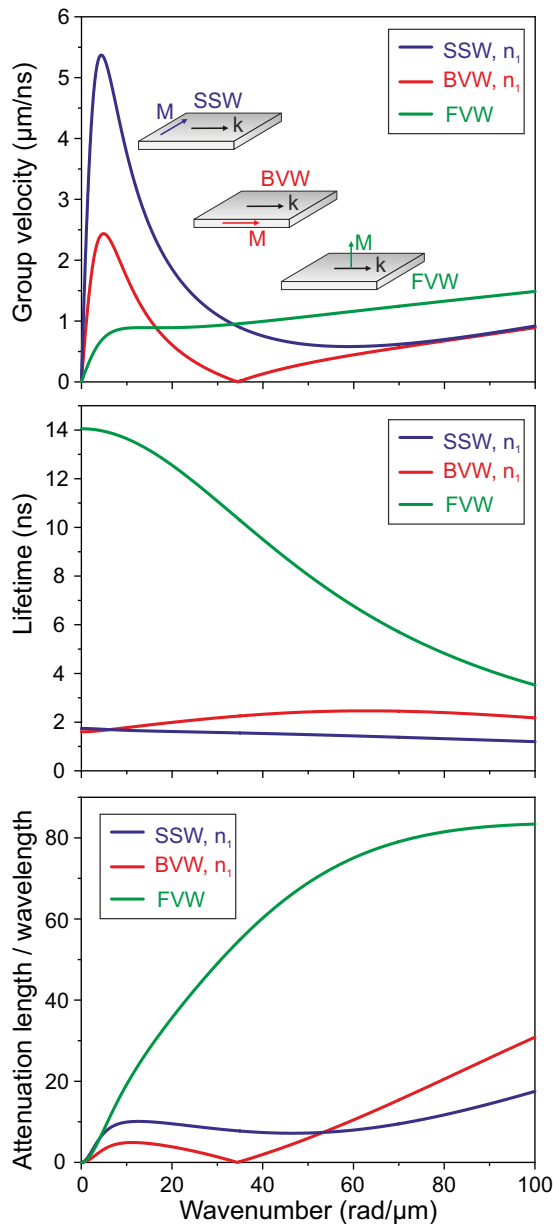 Group velocity (µm/ns)
6
5
4
3
2
1
0
SSW, n₁
BVW, n₁
FVW
SSW
M
k
BVW
k
M
M
k
FVW
Lifetime (ns)
14
12
10
8
6
4
2
0
SSW, n₁
BVW, n₁
FVW
Attenuation length / wavelength
80
60
40
20
0
SSW, n₁
BVW, n₁
FVW
0 20 40 60 80 100
Wavenumber (rad/µm)